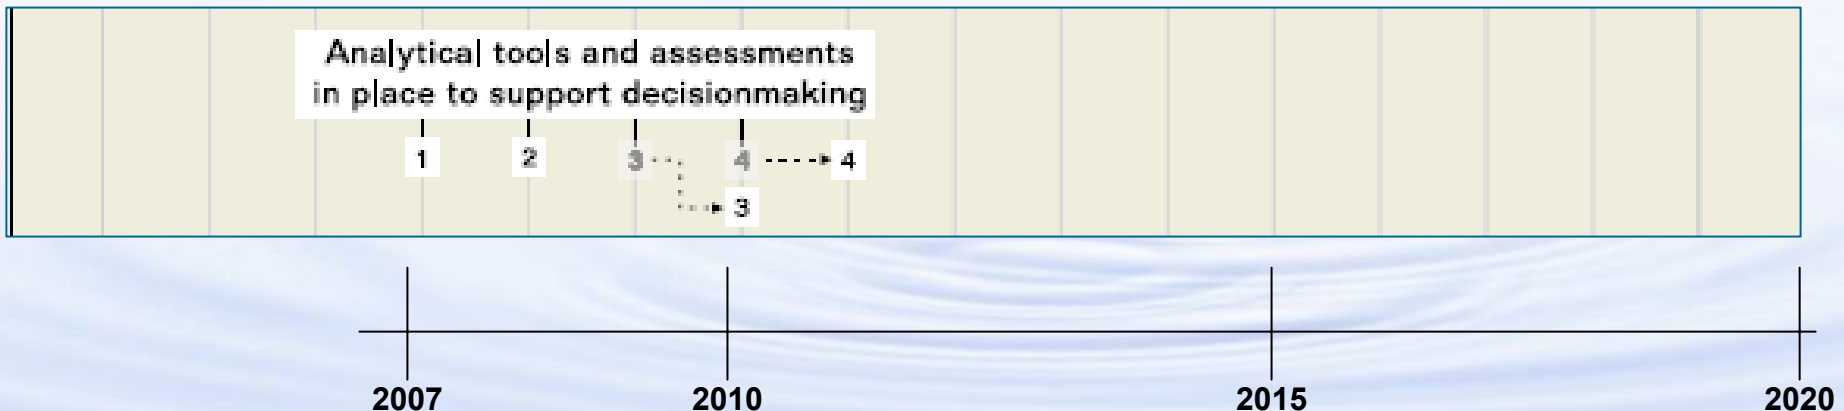 Analytical tools and assessments
in place to support decisionmaking
1 2 3 4 4
3
2007 2010 2015 2020